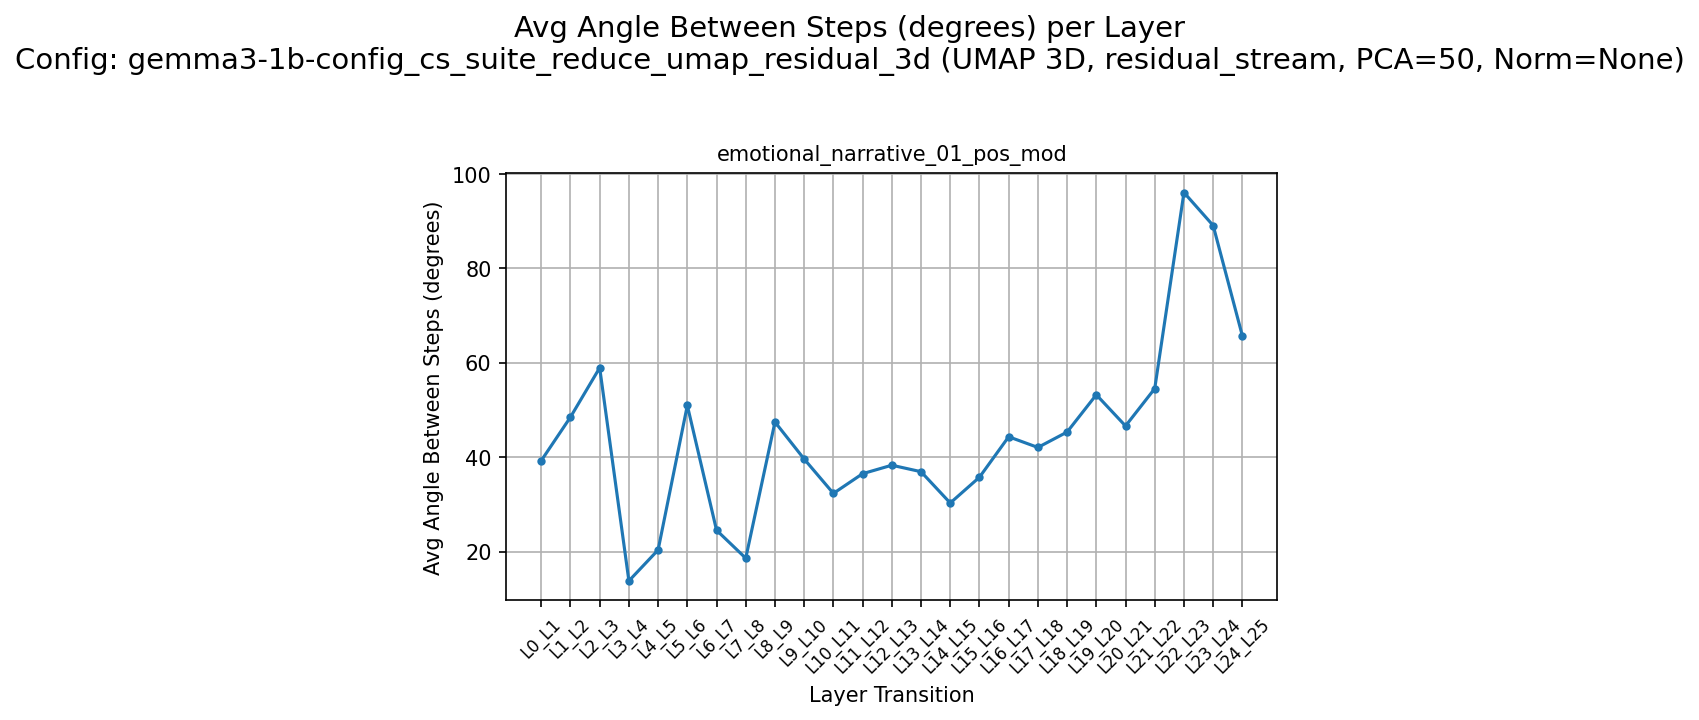 Avg Angle Between Steps (degrees) per Layer
Config: gemma3-1b-config_cs_suite_reduce_umap_residual_3d (UMAP 3D, residual_stream, PCA=50, Norm=None)
emotional_narrative_01_pos_mod
Avg Angle Between Steps (degrees)
100
80
60
40
20
L0_L1
L1_L2
L2_L3
L3_L4
L4_L5
L5_L6
L6_L7
L7_L8
L8_L9
L9_L10
L10_L11
L11_L12
L12_L13
L13_L14
L14_L15
L15_L16
L16_L17
L17_L18
L18_L19
L19_L20
L20_L21
L21_L22
L22_L23
L23_L24
L24_L25
Layer Transition